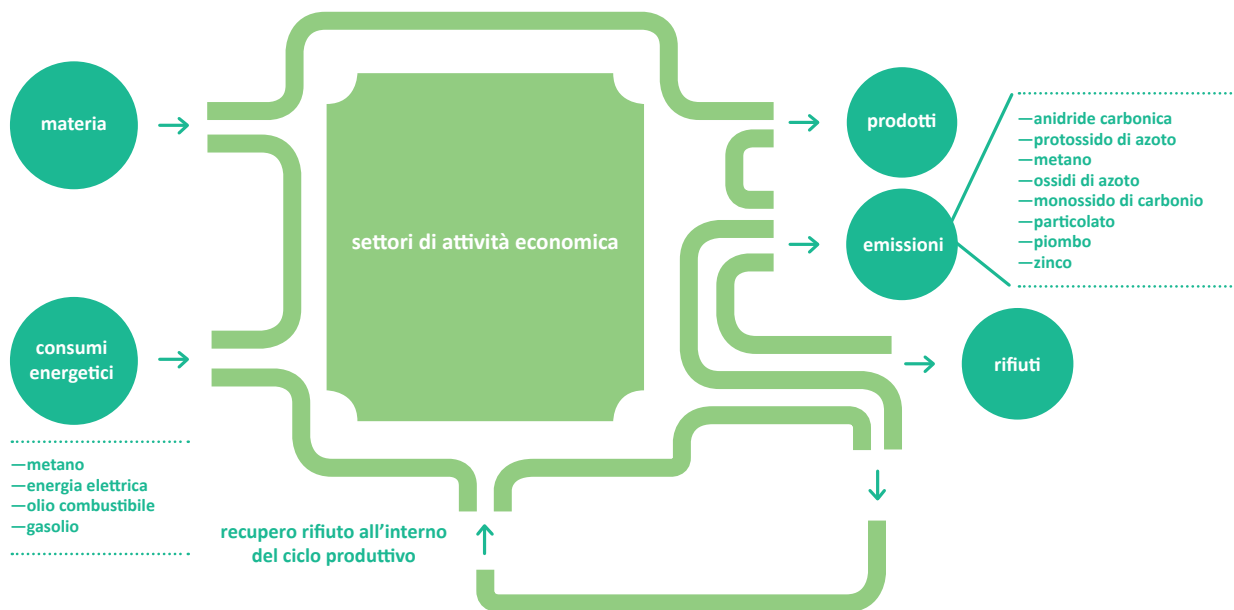 materia
prodotti
—anidride carbonica
—protossido di azoto
—metano
—ossidi di azoto
—monossido di carbonio
—particolato
—piombo
—zinco
settori di attività economica
emissioni
consumi
energetici
rifiuti
—metano
—energia elettrica
—olio combustibile
—gasolio
recupero rifiuto all’interno
del ciclo produttivo